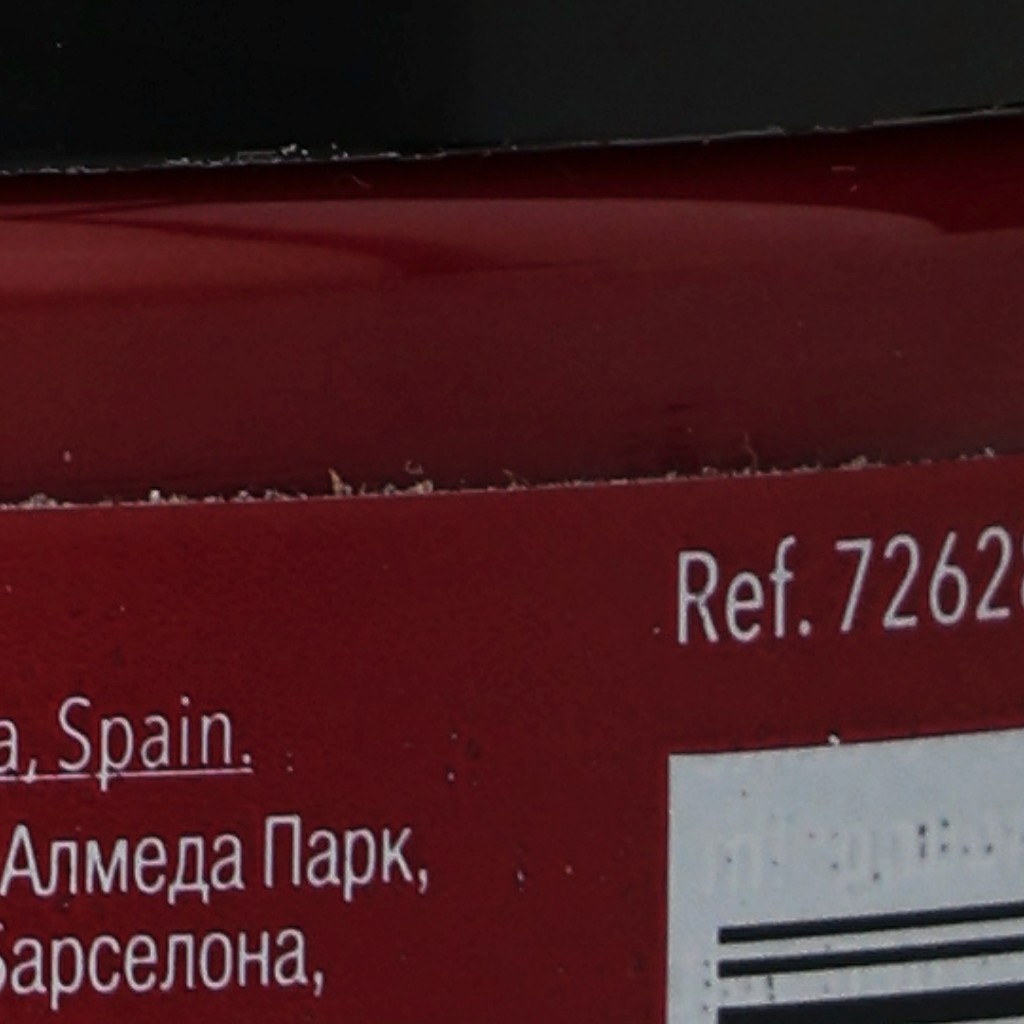 Ref. 7262
Spain.
Алмеда Парк,
Барселона,